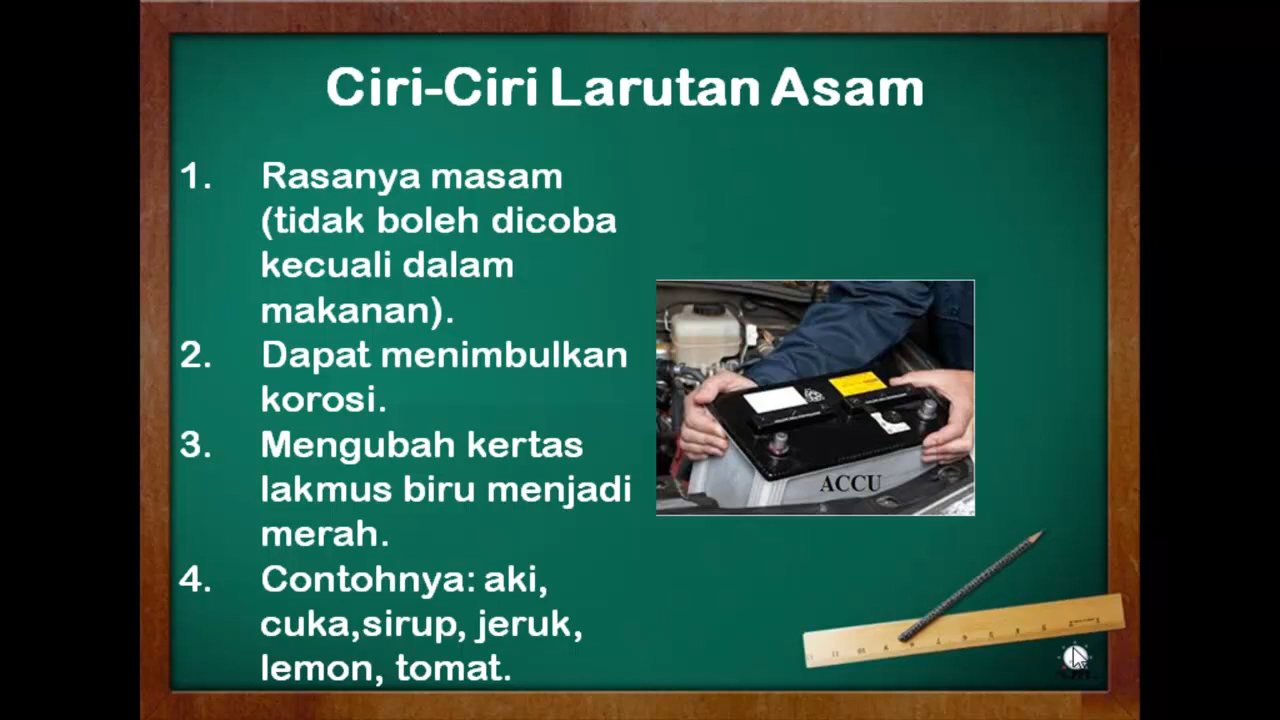 Ciri-Ciri Larutan Asam
1. Rasanya masam
(tidak boleh dicoba
kecuali dalam
makanan).
2. Dapat menimbulkan
korosi.
3. Mengubah kertas
lakmus biru menjadi
merah.
4. Contohnya: aki,
cuka,sirup, jeruk,
lemon, tomat.
ACCU